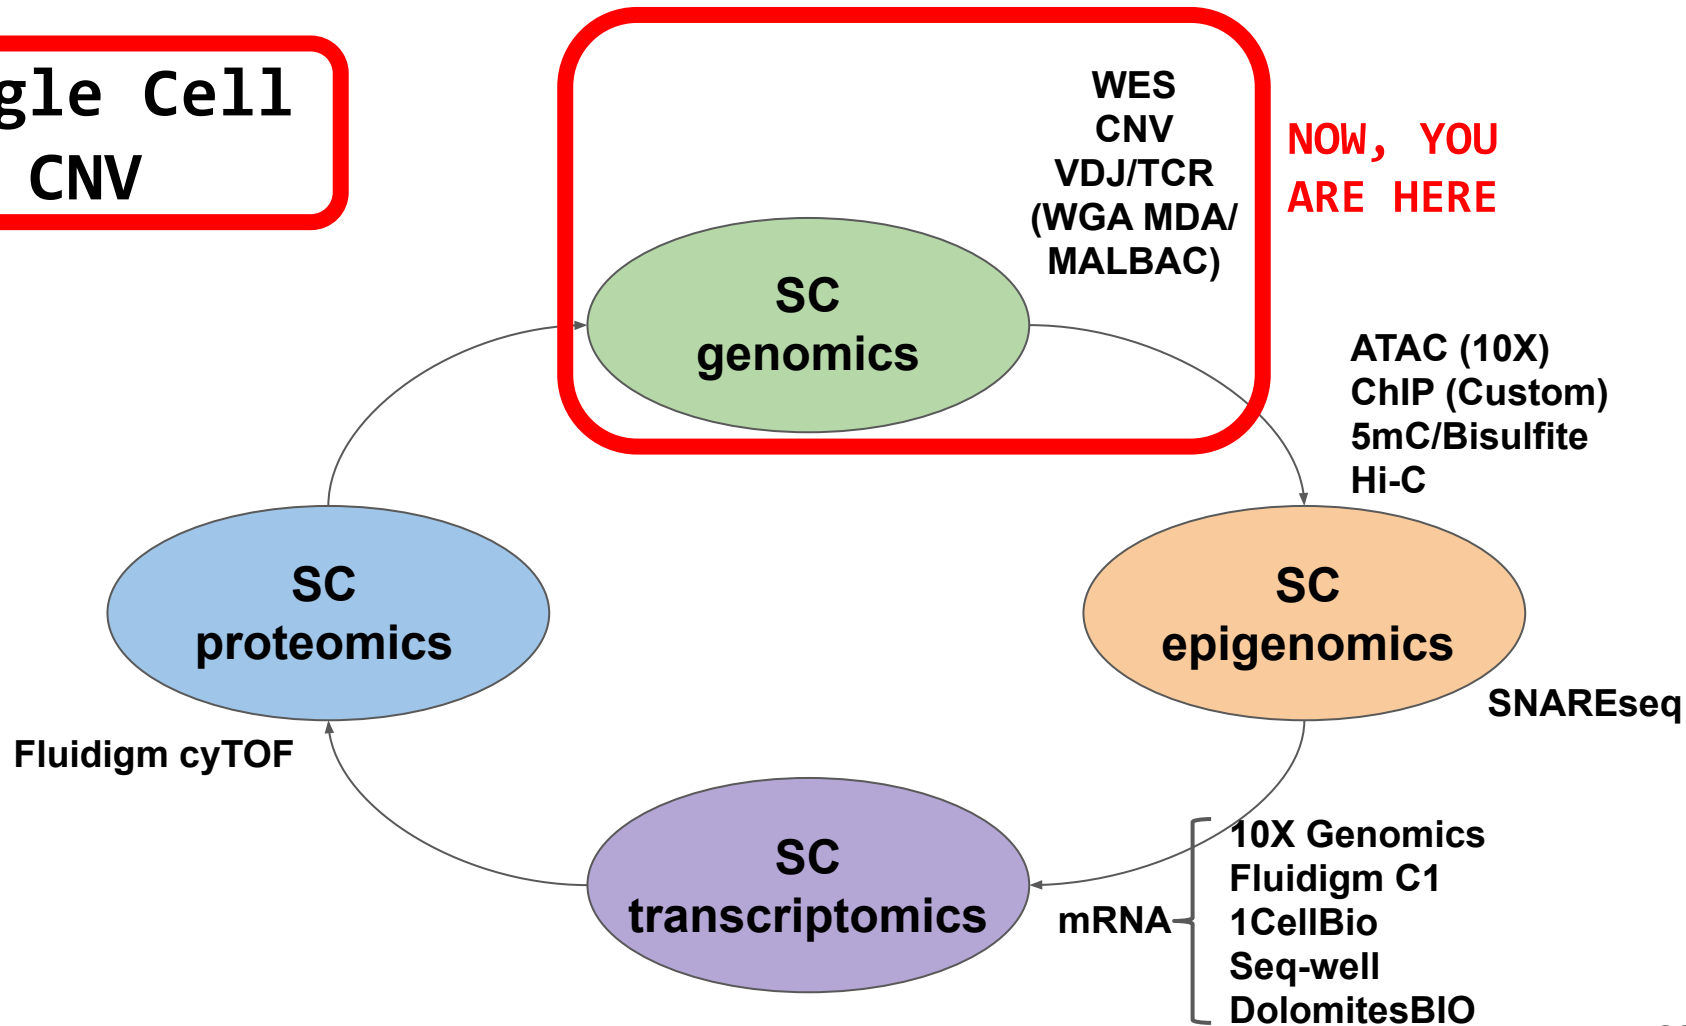 gle Cell
CNV
WES
CNV
VDJ/TCR
(WGA MDA/
MALBAC)
NOW, YOU
ARE HERE
SC
genomics
ATAC (10X)
ChIP (Custom)
5mC/Bisulfite
Hi-C
SC
proteomics
SC
epigenomics
SNAREseq
Fluidigm cyTOF
SC
transcriptomics
mRNA
10X Genomics
Fluidigm C1
1CellBio
Seq-well
DolomitesBIO